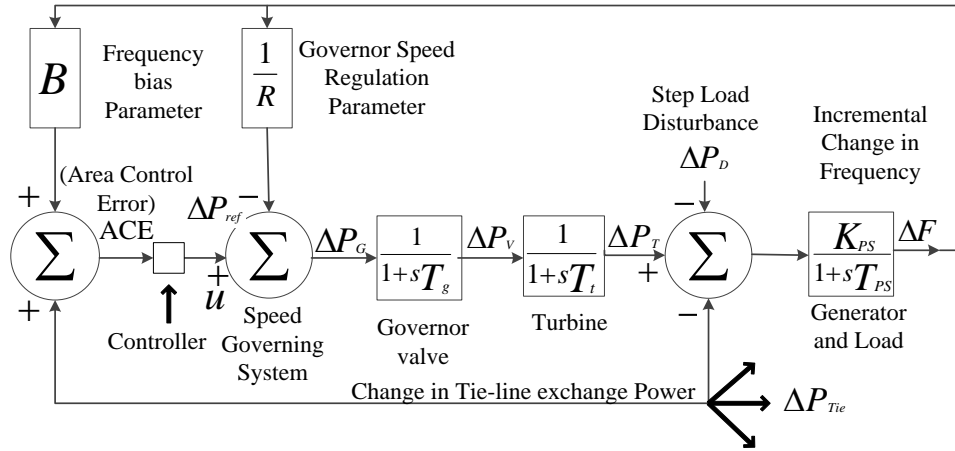 B
Frequency
bias
Parameter
1
R
Governor Speed
Regulation
Parameter
Step Load
Disturbance
ΔP_D
Incremental
Change in
Frequency
+
(Area Control
Error)
ACE
ΔP_ref
−
−
Σ
Σ
ΔP_G
1
1+sT_g
ΔP_V
1
1+sT_t
ΔP_T
+
Σ
K_PS
1+sT_PS
ΔF
+
+
u
−
Controller
Speed
Governing
System
Governor
valve
Turbine
Generator
and Load
Change in Tie-line exchange Power
ΔP_Tie